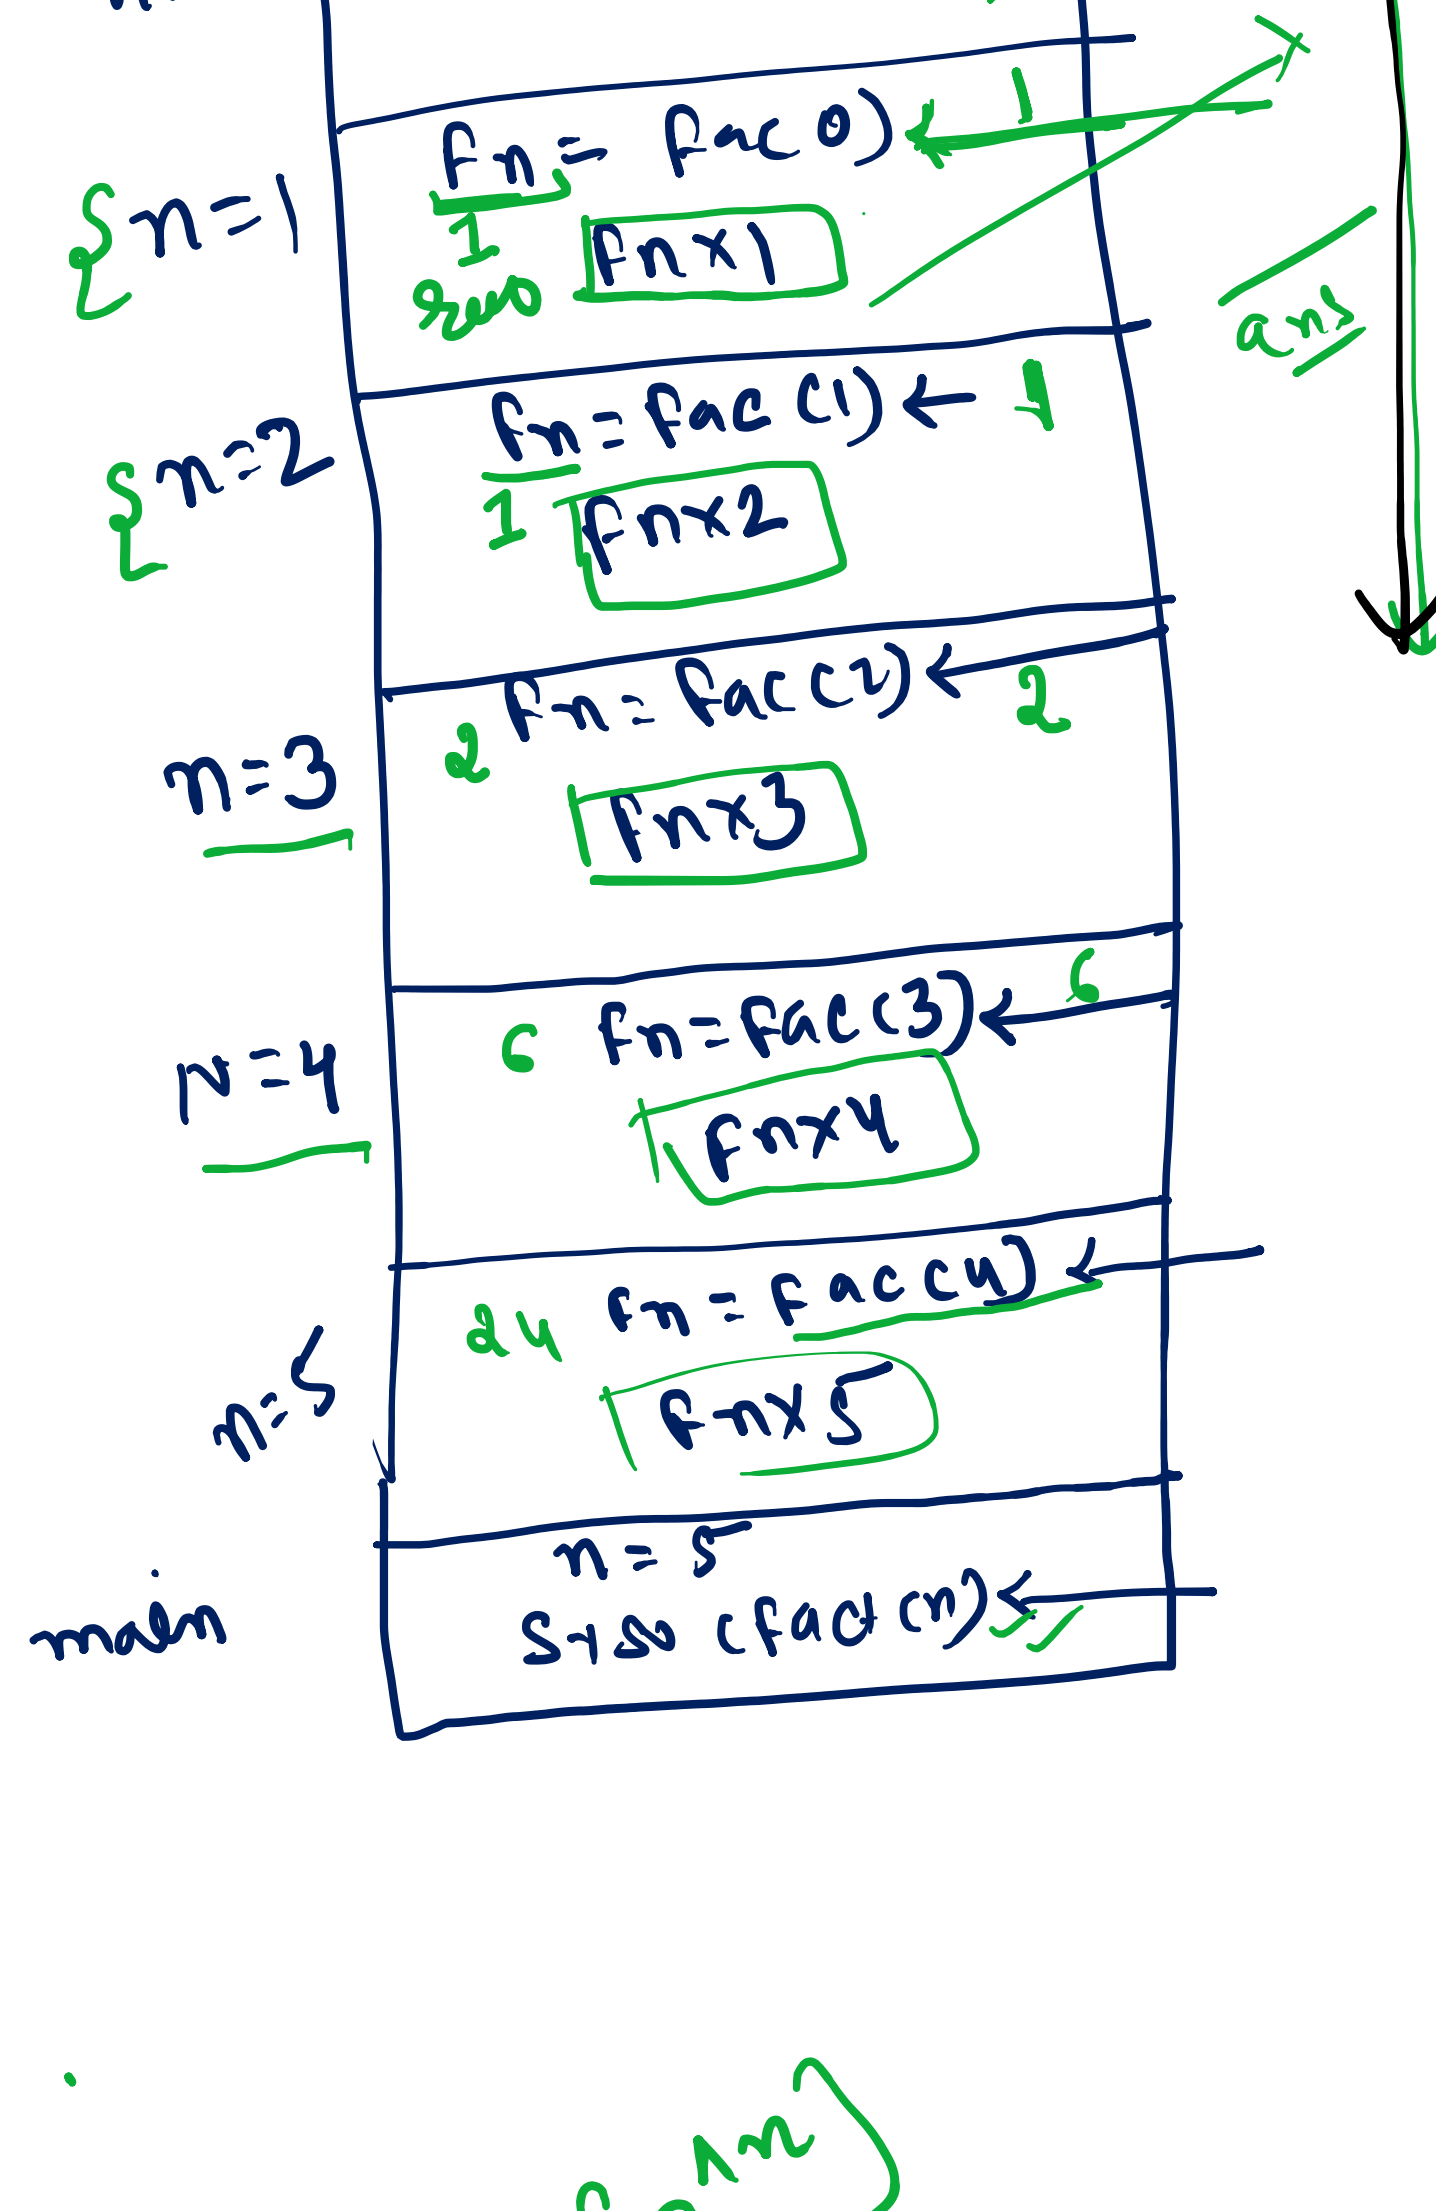 fn = fac(0) 1
{ n=1
1
fn x 1
zero
ans
fn = fac(1) ← 1
{ n=2
1
fn x 2
fn = fac(2) ← 2
2
n=3
fn x 3
fn = fac(3) ← 6
6
N=4
fn x 4
24 fn = fac(4) ←
n=5
fn x 5
n = 5
main
Syso (fact(n) ←